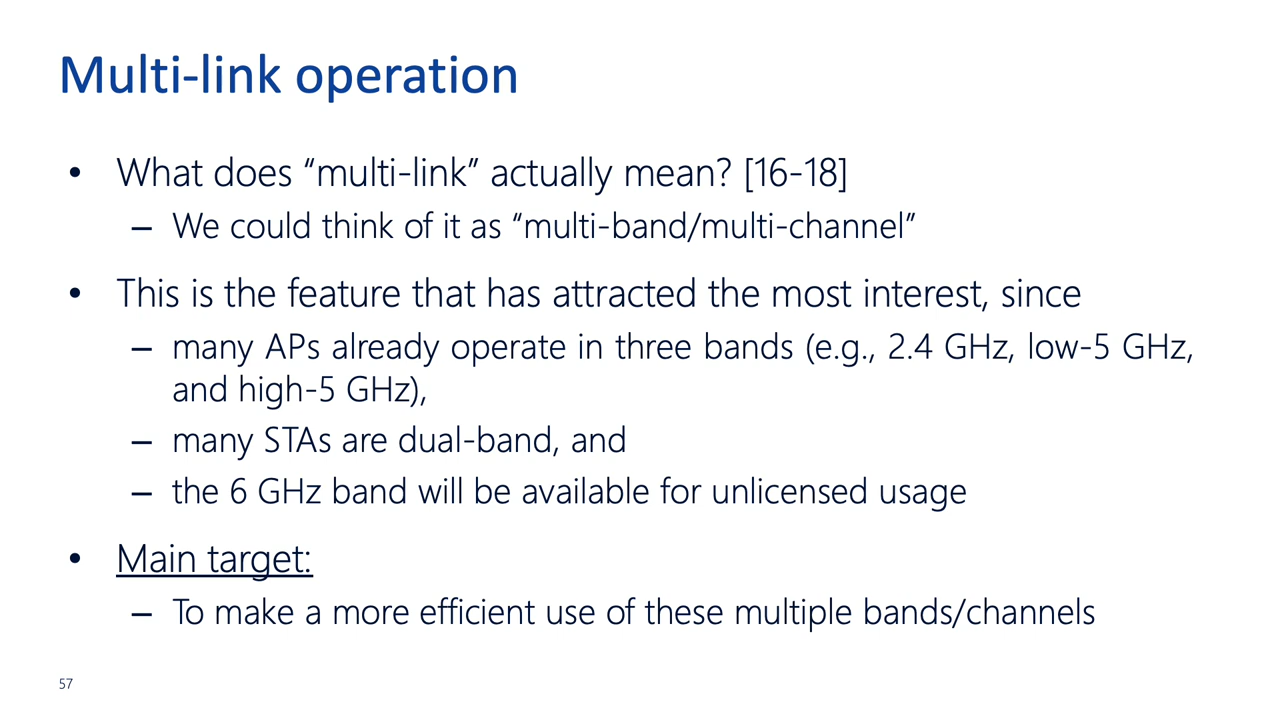 Multi-link operation
• What does “multi-link” actually mean? [16-18]
– We could think of it as “multi-band/multi-channel”
• This is the feature that has attracted the most interest, since
– many APs already operate in three bands (e.g., 2.4 GHz, low-5 GHz,
and high-5 GHz),
– many STAs are dual-band, and
– the 6 GHz band will be available for unlicensed usage
• Main target:
– To make a more efficient use of these multiple bands/channels
57